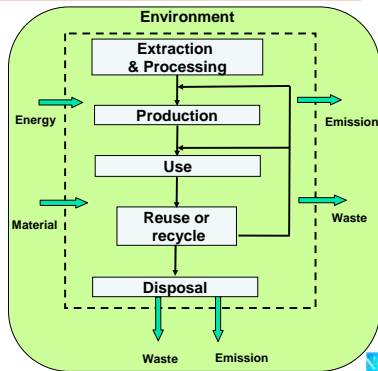 Environment
Extraction
& Processing
Energy
Emission
Production
Use
Material
Reuse or
recycle
Waste
Disposal
Waste
Emission